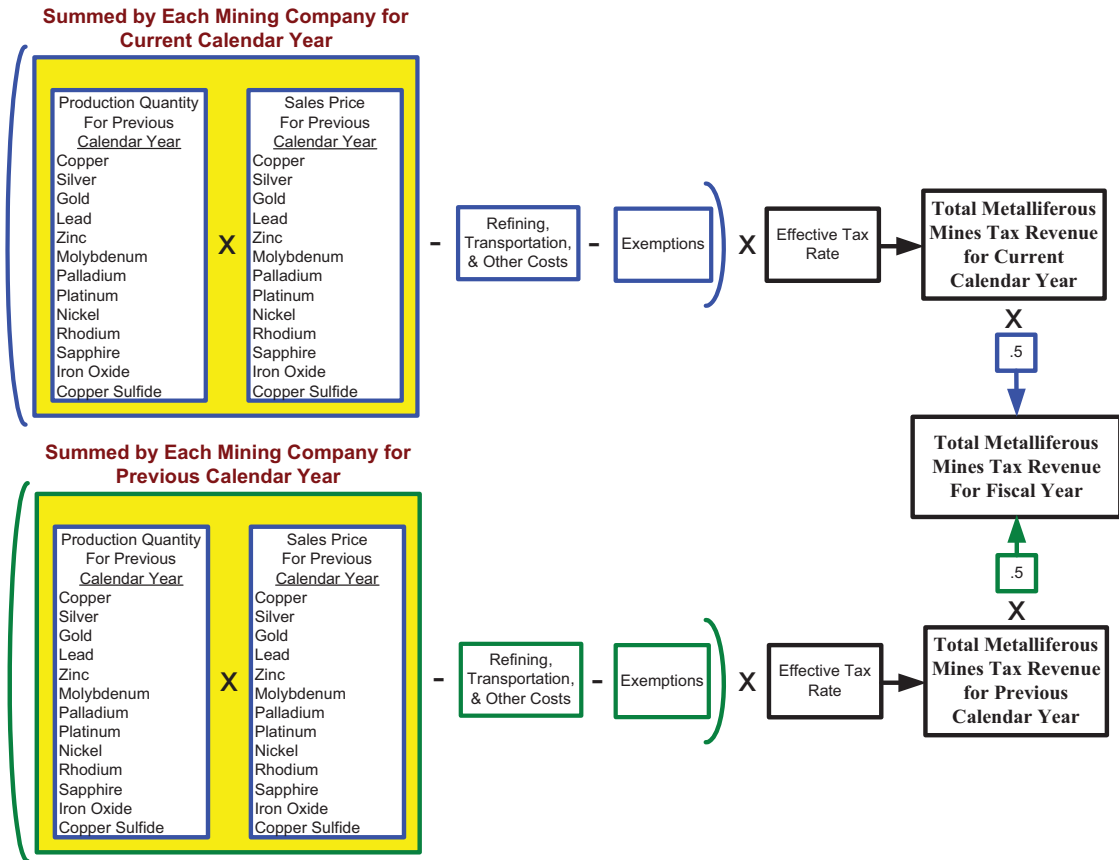 Summed by Each Mining Company for
Current Calendar Year
Production Quantity
For Previous
Calendar Year
Copper
Silver
Gold
Lead
Zinc
Molybdenum
Palladium
Platinum
Nickel
Rhodium
Sapphire
Iron Oxide
Copper Sulfide
X
Sales Price
For Previous
Calendar Year
Copper
Silver
Gold
Lead
Zinc
Molybdenum
Palladium
Platinum
Nickel
Rhodium
Sapphire
Iron Oxide
Copper Sulfide
-
Refining,
Transportation,
& Other Costs
-
Exemptions
X
Effective Tax
Rate
Total Metalliferous
Mines Tax Revenue
for Current
Calendar Year
X
.5
Total Metalliferous
Mines Tax Revenue
For Fiscal Year
Summed by Each Mining Company for
Previous Calendar Year
Production Quantity
For Previous
Calendar Year
Copper
Silver
Gold
Lead
Zinc
Molybdenum
Palladium
Platinum
Nickel
Rhodium
Sapphire
Iron Oxide
Copper Sulfide
X
Sales Price
For Previous
Calendar Year
Copper
Silver
Gold
Lead
Zinc
Molybdenum
Palladium
Platinum
Nickel
Rhodium
Sapphire
Iron Oxide
Copper Sulfide
-
Refining,
Transportation,
& Other Costs
-
Exemptions
X
Effective Tax
Rate
.5
X
Total Metalliferous
Mines Tax Revenue
for Previous
Calendar Year